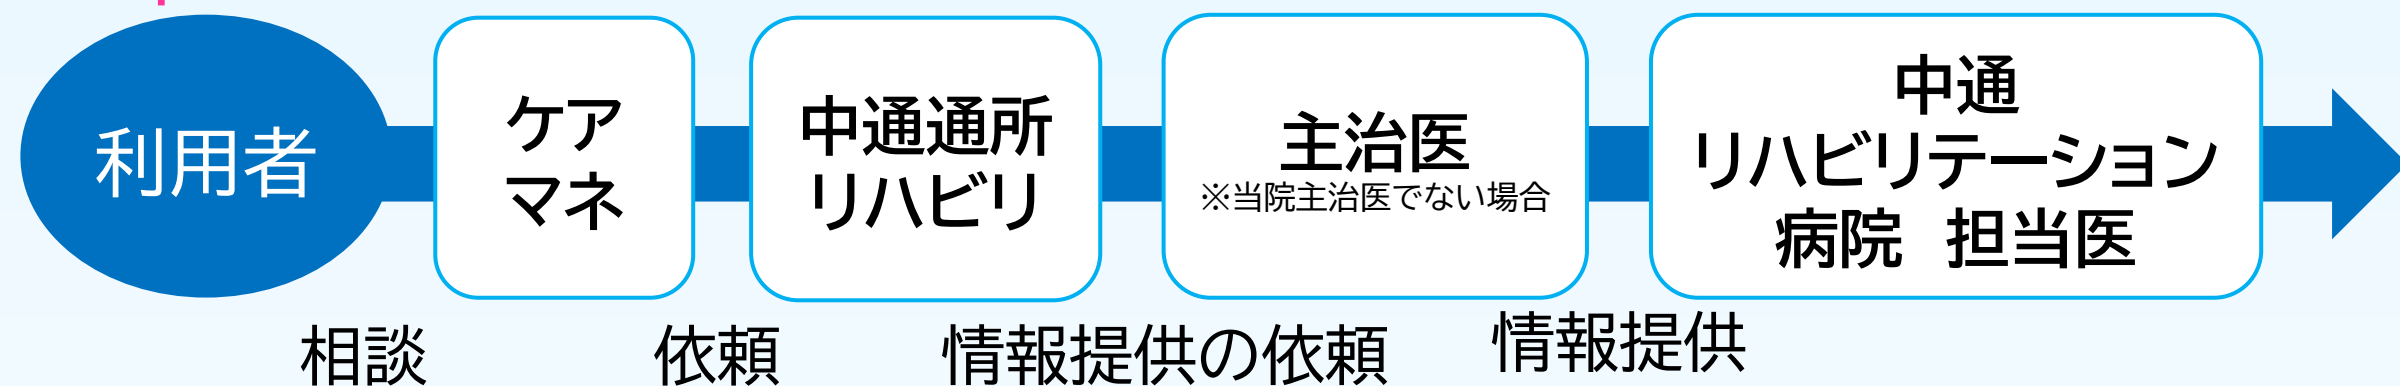 利用者
ケア
マネ
中通通所
リハビリ
主治医
※当院主治医でない場合
中通
リハビリテーション
病院 担当医
相談
依頼
情報提供の依頼
情報提供